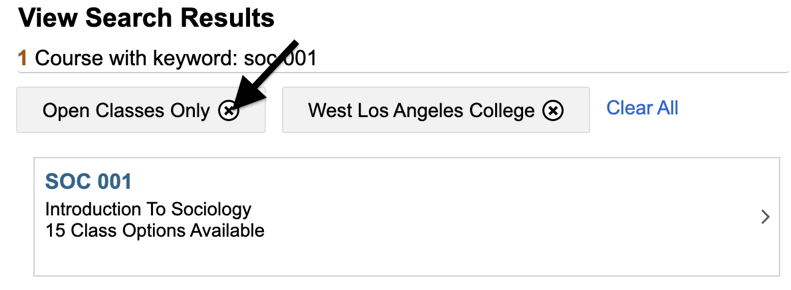 View Search Results
1 Course with keyword: soc 001
Open Classes Only West Los Angeles College Clear All
SOC 001
Introduction To Sociology
15 Class Options Available